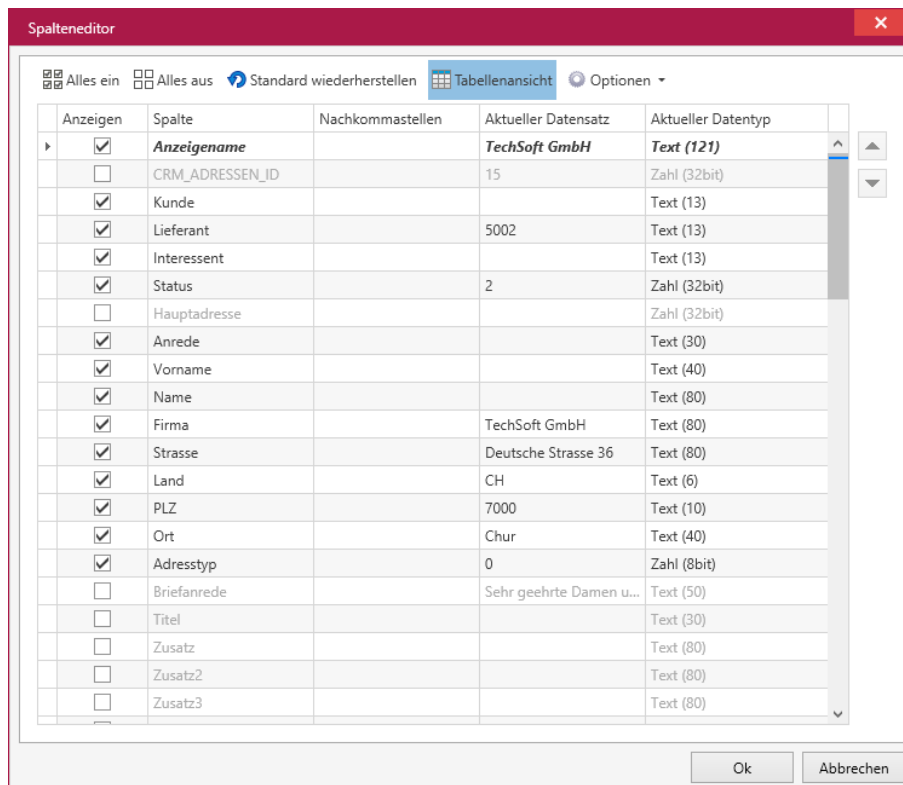 Spalteneditor
Alles ein Alles aus Standard wiederherstellen Tabellenansicht Optionen
Anzeigen Spalte Nachkommastellen Aktueller Datensatz Aktueller Datentyp
Anzeigename TechSoft GmbH Text (121)
CRM_ADRESSEN_ID 15 Zahl (32bit)
Kunde Text (13)
Lieferant 5002 Text (13)
Interessent Text (13)
Status 2 Zahl (32bit)
Hauptadresse Zahl (32bit)
Anrede Text (30)
Vorname Text (40)
Name Text (80)
Firma TechSoft GmbH Text (80)
Strasse Deutsche Strasse 36 Text (80)
Land CH Text (6)
PLZ 7000 Text (10)
Ort Chur Text (40)
Adresstyp 0 Zahl (8bit)
Briefanrede Sehr geehrte Damen u... Text (50)
Titel Text (30)
Zusatz Text (80)
Zusatz2 Text (80)
Zusatz3 Text (80)
Ok Abbrechen